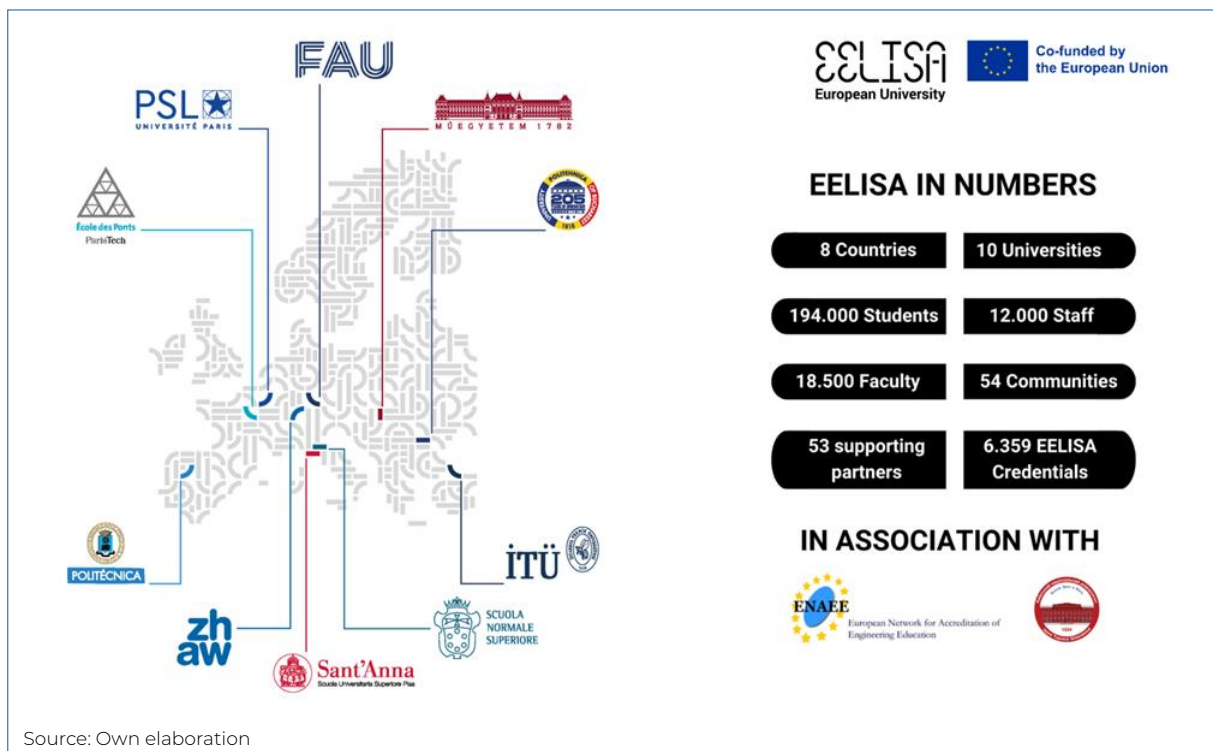 FAU
PSL
UNIVERSITÉ PARIS
MŰEGYETEM 1782
École des Ponts
ParisTech
POLITEHNICA
205
1818
EELISA
European University
Co-funded by
the European Union
EELISA IN NUMBERS
8 Countries
10 Universities
194.000 Students
12.000 Staff
18.500 Faculty
54 Communities
53 supporting
partners
6.359 EELISA
Credentials
IN ASSOCIATION WITH
ENAEE
European Network for Accreditation of
Engineering Education
POLITÉCNICA
zh
aw
Sant'Anna
Scuola Universitaria Superiore Pisa
SCUOLA
NORMALE
SUPERIORE
İTÜ
Source: Own elaboration